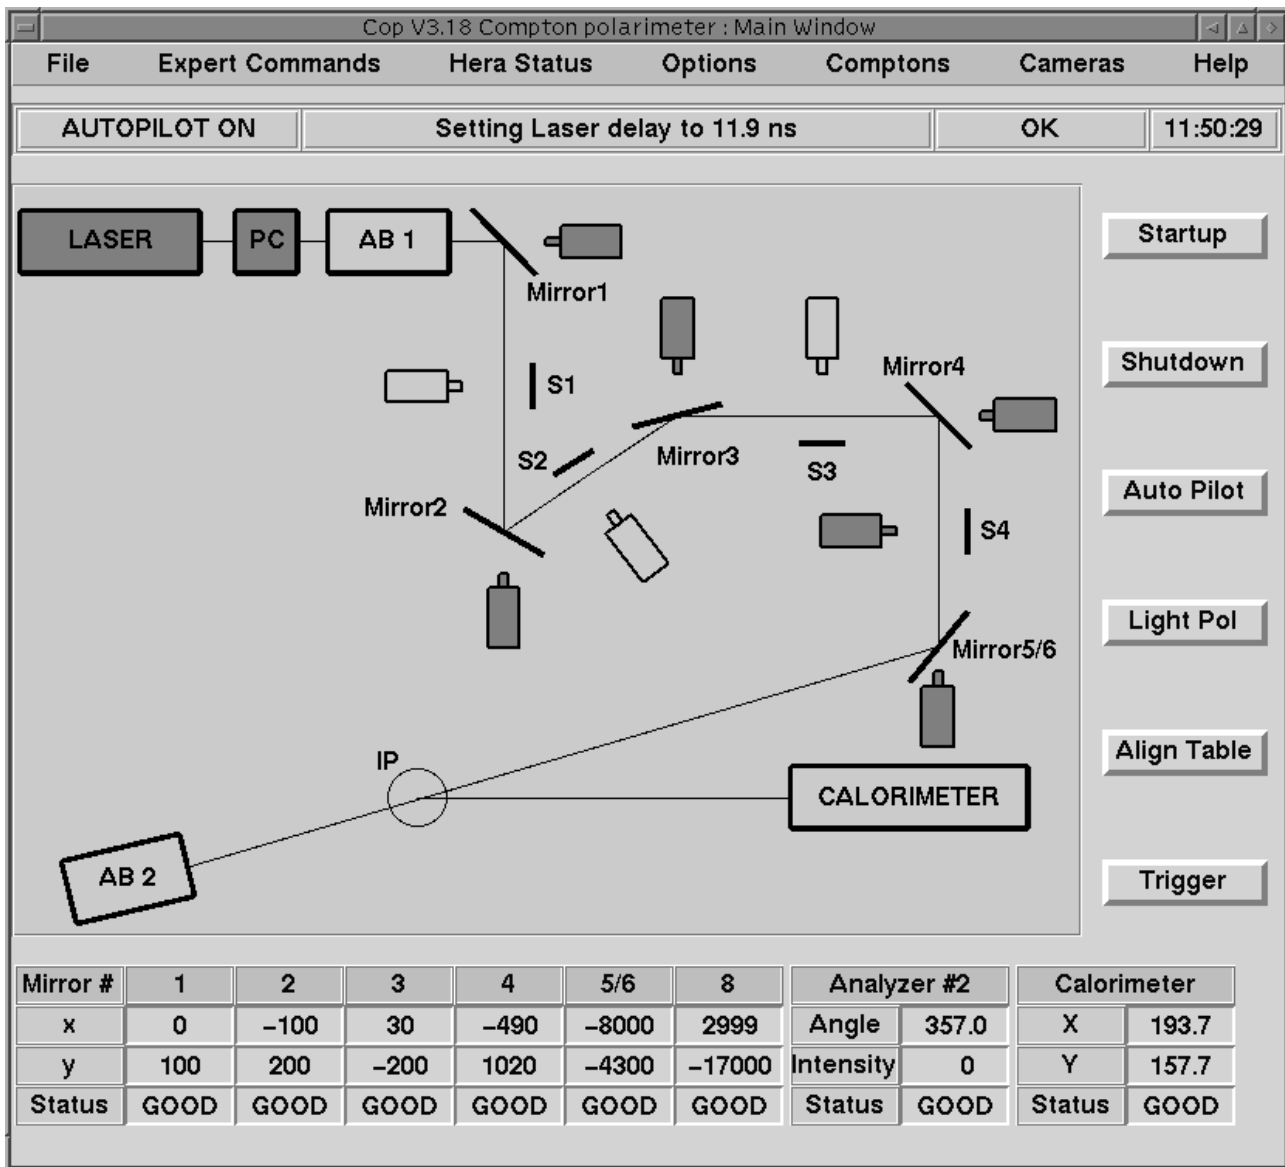 Cop V3.18 Compton polarimeter : Main Window
File Expert Commands Hera Status Options Comptons Cameras Help
AUTOPILOT ON Setting Laser delay to 11.9 ns OK 11:50:29
LASER PC AB 1
Mirror1
Startup
Mirror4
Shutdown
S1
S2
Mirror3
S3
Mirror2
Auto Pilot
S4
Light Pol
Mirror5/6
IP
Align Table
CALORIMETER
AB 2
Trigger
Mirror # 1 2 3 4 5/6 8 Analyzer #2 Calorimeter
x 0 −100 30 −490 −8000 2999 Angle 357.0 X 193.7
y 100 200 −200 1020 −4300 −17000 Intensity 0 Y 157.7
Status GOOD GOOD GOOD GOOD GOOD GOOD Status GOOD Status GOOD